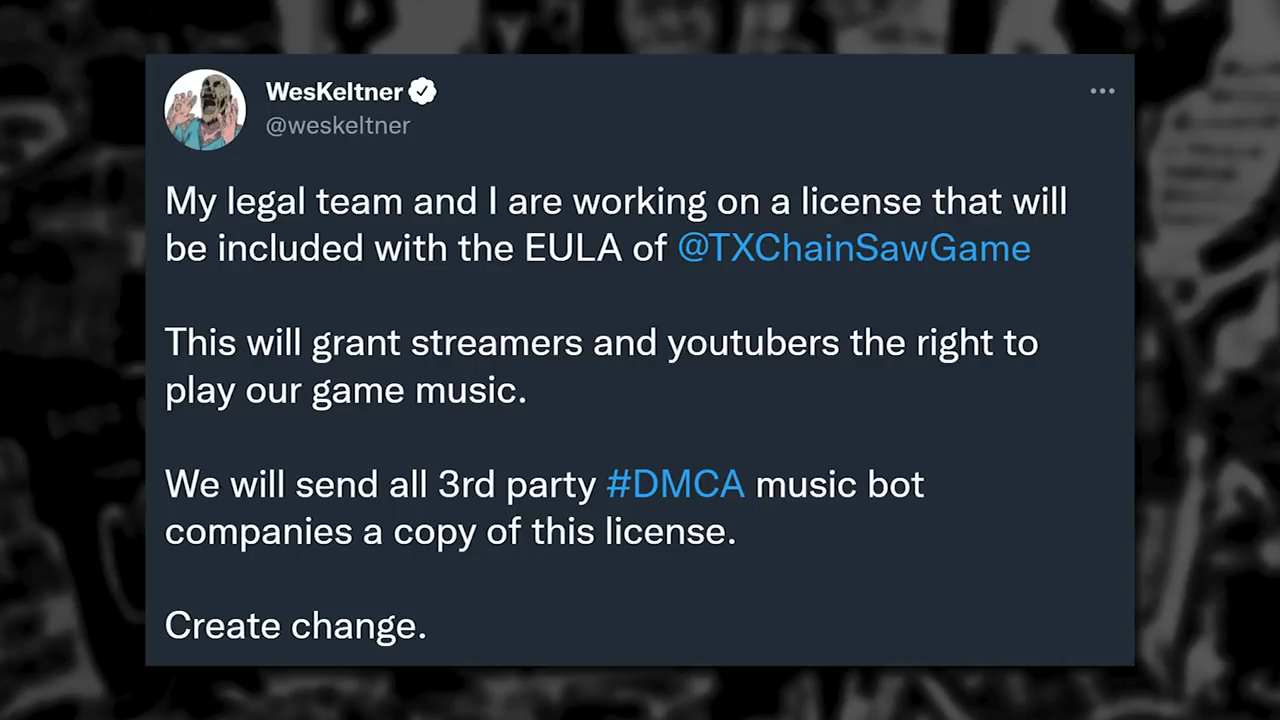 WesKeltner
@weskeltner
My legal team and I are working on a license that will
be included with the EULA of @TXChainSawGame
This will grant streamers and youtubers the right to
play our game music.
We will send all 3rd party #DMCA music bot
companies a copy of this license.
Create change.